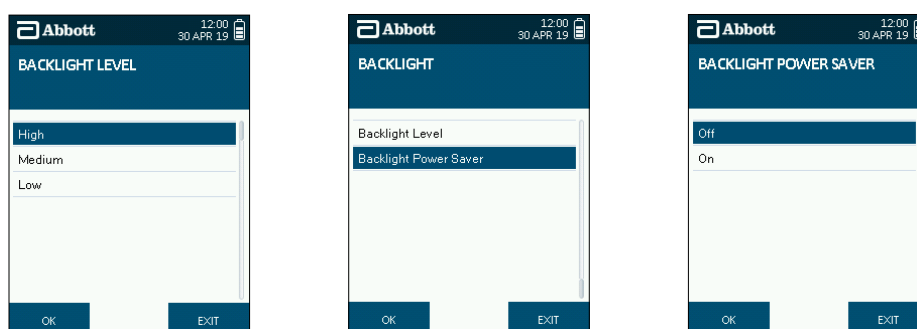 Abbott
12:00
30 APR 19
BACKLIGHT LEVEL
High
Medium
Low
OK
EXIT
Abbott
12:00
30 APR 19
BACKLIGHT
Backlight Level
Backlight Power Saver
OK
EXIT
Abbott
12:00
30 APR 19
BACKLIGHT POWER SAVER
Off
On
OK
EXIT